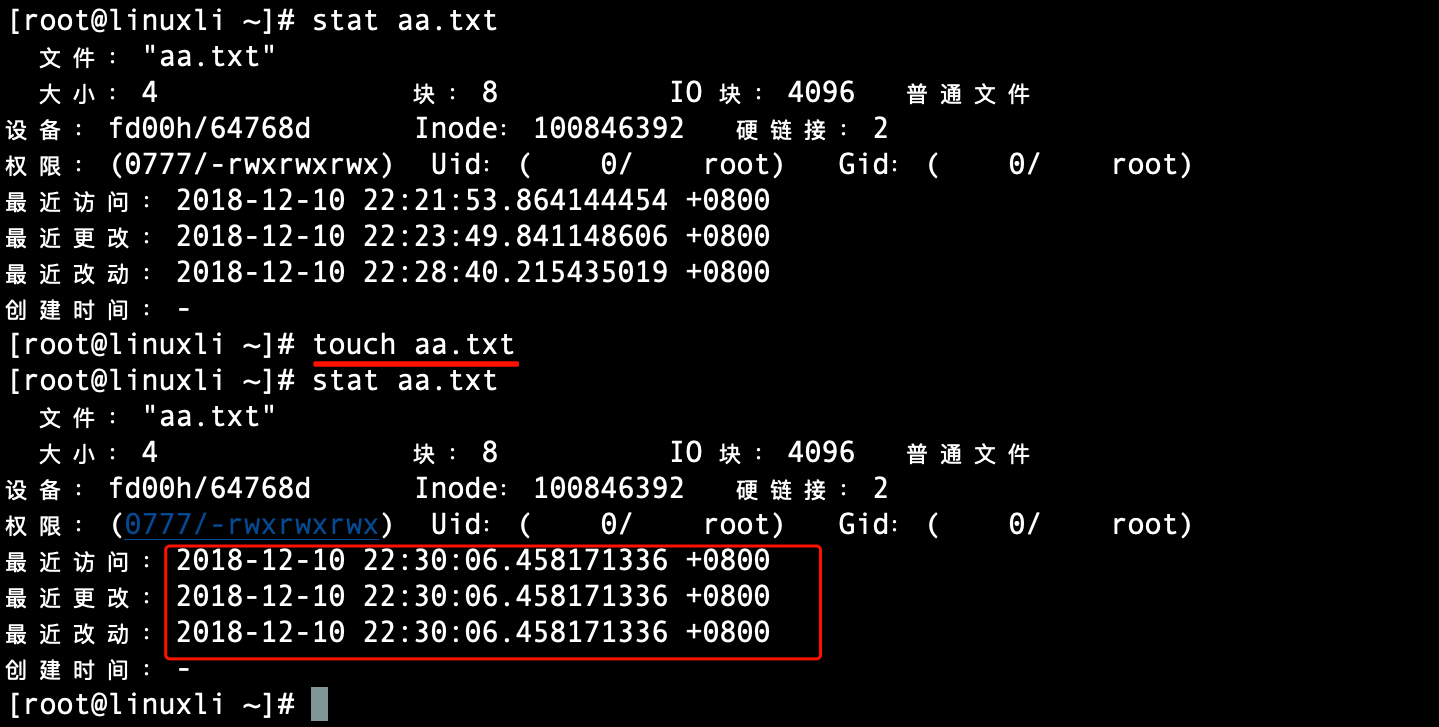 [root@linuxli ~]# stat aa.txt
文件："aa.txt"
大小：4 块：8 IO 块：4096 普通文件
设备：fd00h/64768d Inode: 100846392 硬链接：2
权限：(0777/-rwxrwxrwx) Uid: ( 0/ root) Gid: ( 0/ root)
最近访问：2018-12-10 22:21:53.864144454 +0800
最近更改：2018-12-10 22:23:49.841148606 +0800
最近改动：2018-12-10 22:28:40.215435019 +0800
创建时间：-
[root@linuxli ~]# touch aa.txt
[root@linuxli ~]# stat aa.txt
文件："aa.txt"
大小：4 块：8 IO 块：4096 普通文件
设备：fd00h/64768d Inode: 100846392 硬链接：2
权限：(0777/-rwxrwxrwx) Uid: ( 0/ root) Gid: ( 0/ root)
最近访问：2018-12-10 22:30:06.458171336 +0800
最近更改：2018-12-10 22:30:06.458171336 +0800
最近改动：2018-12-10 22:30:06.458171336 +0800
创建时间：-
[root@linuxli ~]#